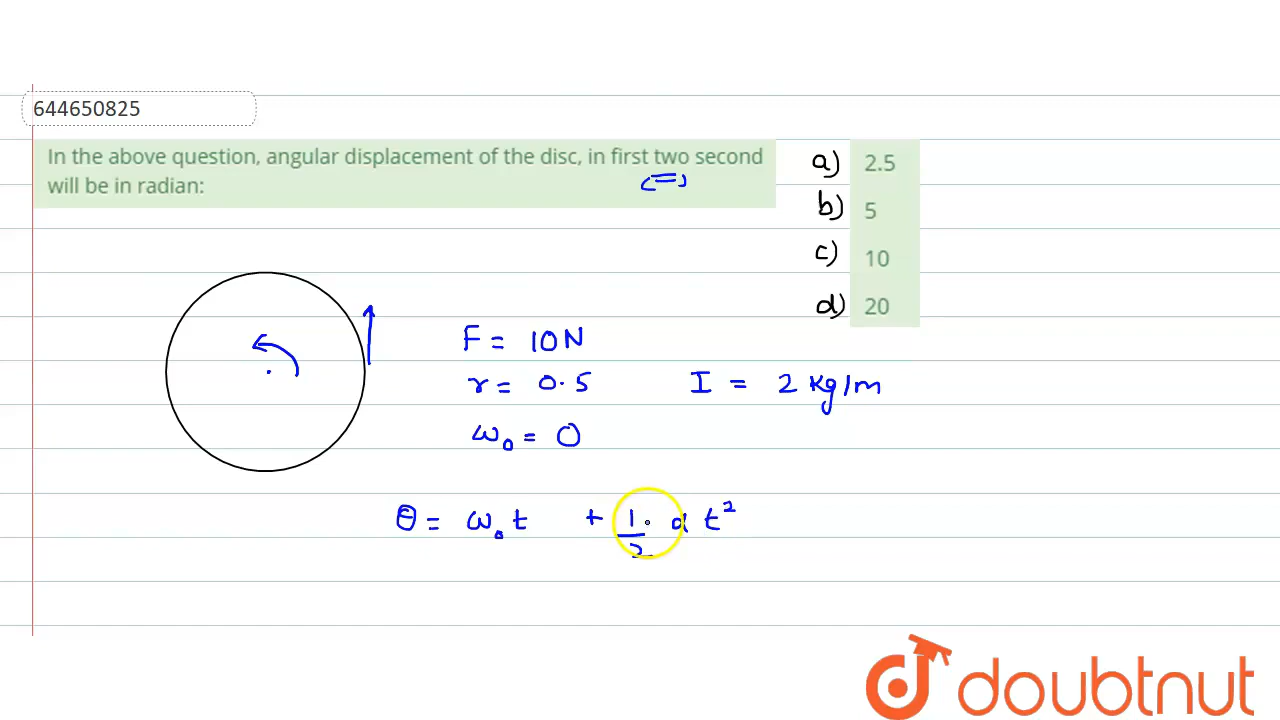 644650825
In the above question, angular displacement of the disc, in first two second
will be in radian:
a) 2.5
b) 5
c) 10
d) 20
F = 10N
r = 0.5 I = 2 kg/m
ω₀ = 0
θ = ω₀ t + 1/2 α t²
doubtnut